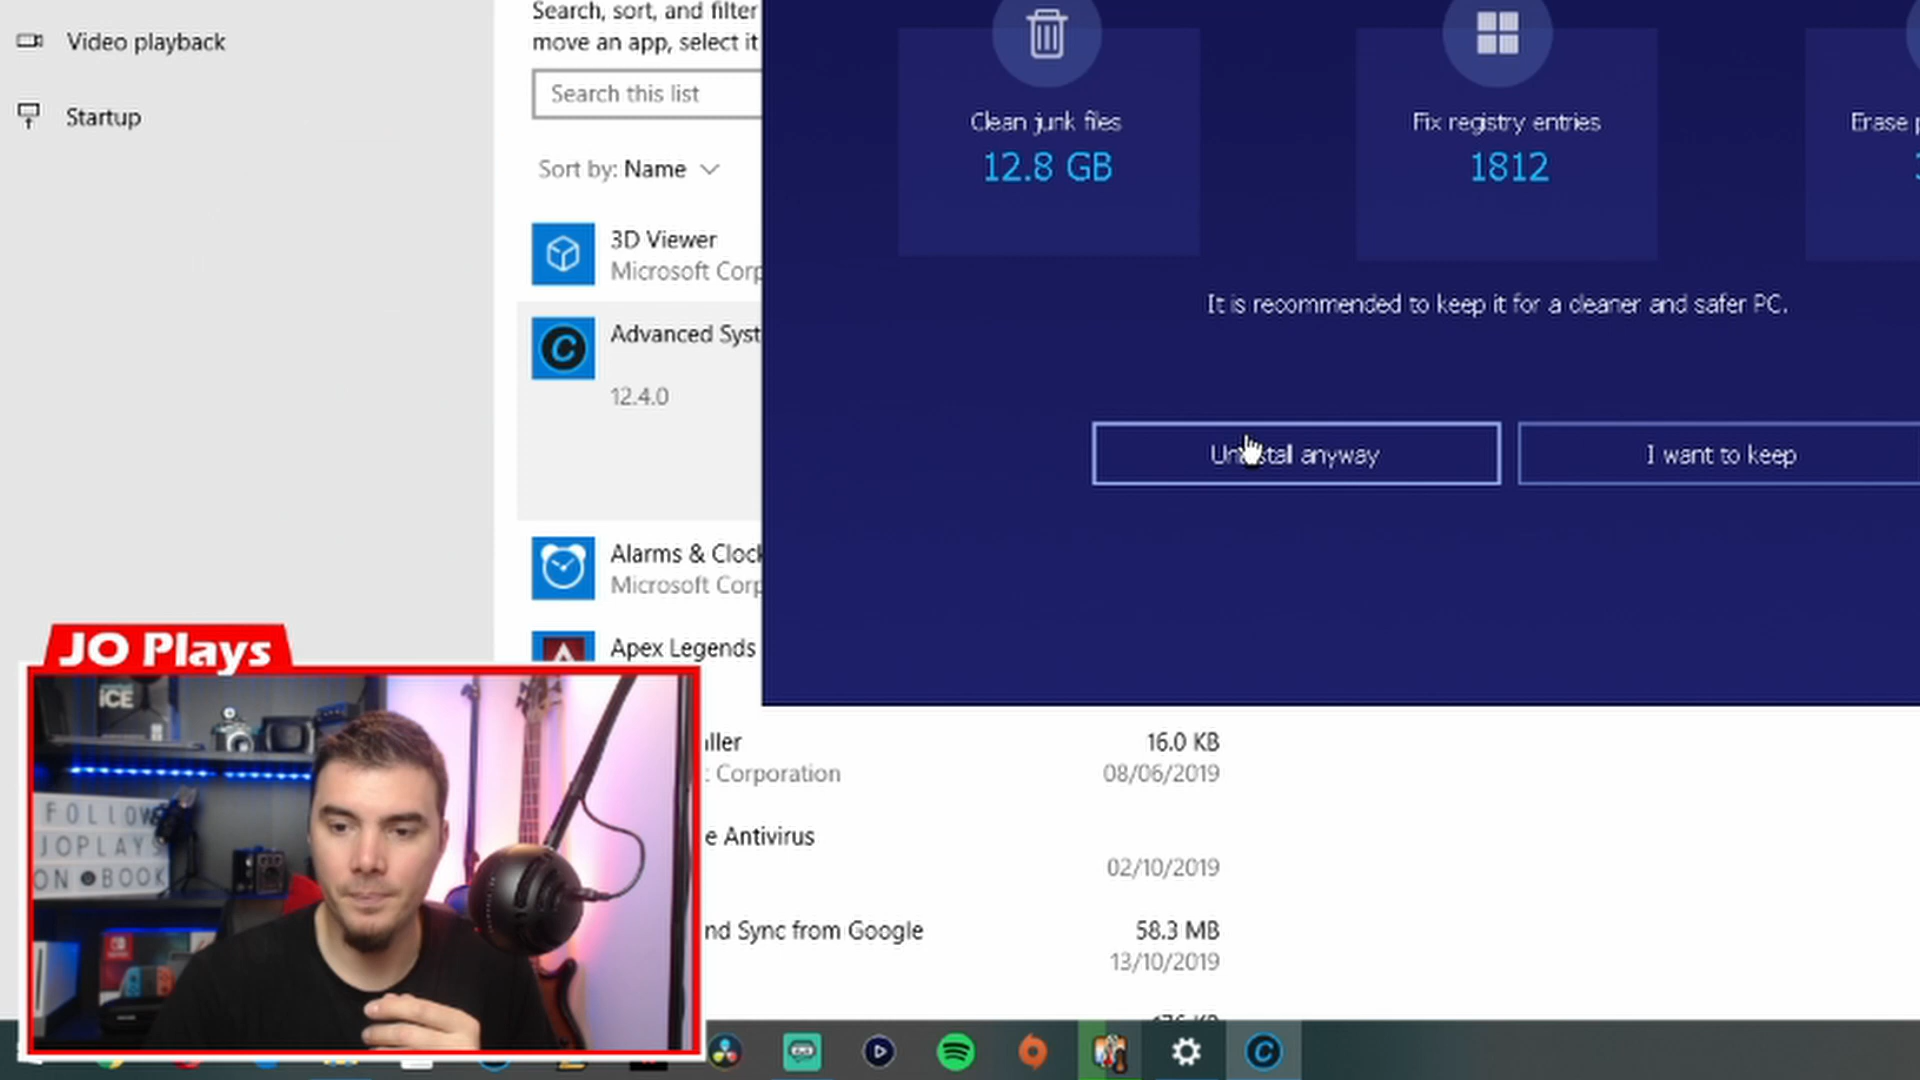 Video playback
Startup
Search, sort, and filter
move an app, select it
Search this list
Sort by: Name
3D Viewer
Microsoft Corp
Advanced Syst
12.4.0
Alarms & Clock
Microsoft Corp
Apex Legends
ller
16.0 KB
Corporation
08/06/2019
e Antivirus
02/10/2019
nd Sync from Google
58.3 MB
13/10/2019
Clean junk files
12.8 GB
Fix registry entries
1812
Erase
It is recommended to keep it for a cleaner and safer PC.
Uninstall anyway
I want to keep
JO Plays
iCE
FOLLOW
JOPLAYS
ON BOOK